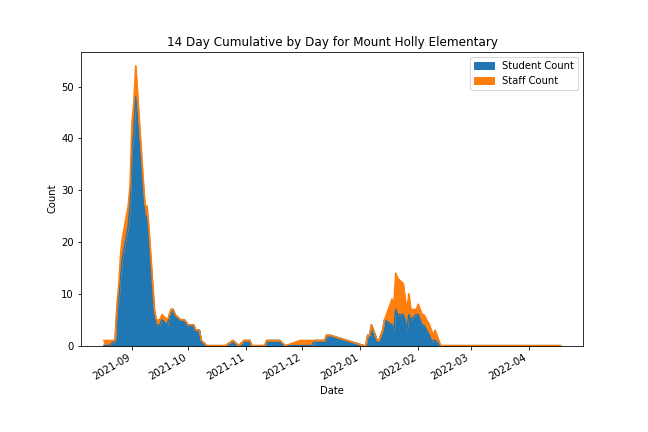 14 Day Cumulative by Day for Mount Holly Elementary
Student Count
Staff Count
Count
50
40
30
20
10
0
2021-09
2021-10
2021-11
2021-12
2022-01
2022-02
2022-03
2022-04
Date